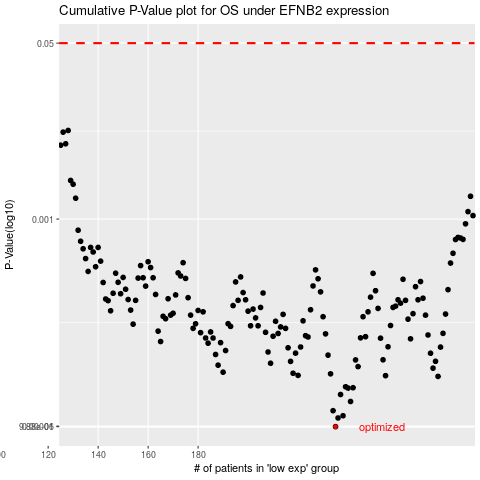 Cumulative P-Value plot for OS under EFNB2 expression
0.05
P-Value(log10)
0.001
optimized
120
140
160
180
# of patients in 'low exp' group